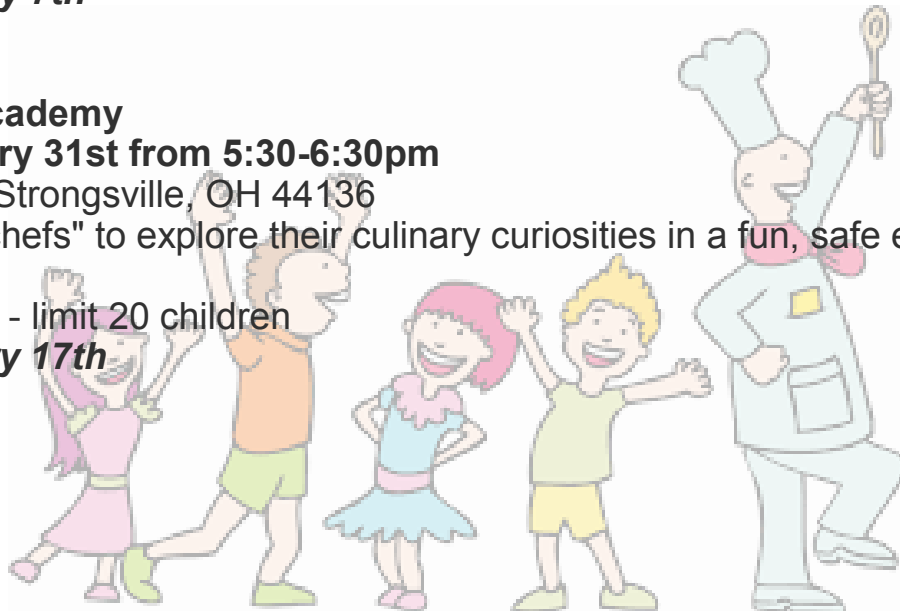 y 7th
cademy
ry 31st from 5:30-6:30pm
Strongsville, OH 44136
hefs" to explore their culinary curiosities in a fun, safe e
- limit 20 children
y 17th